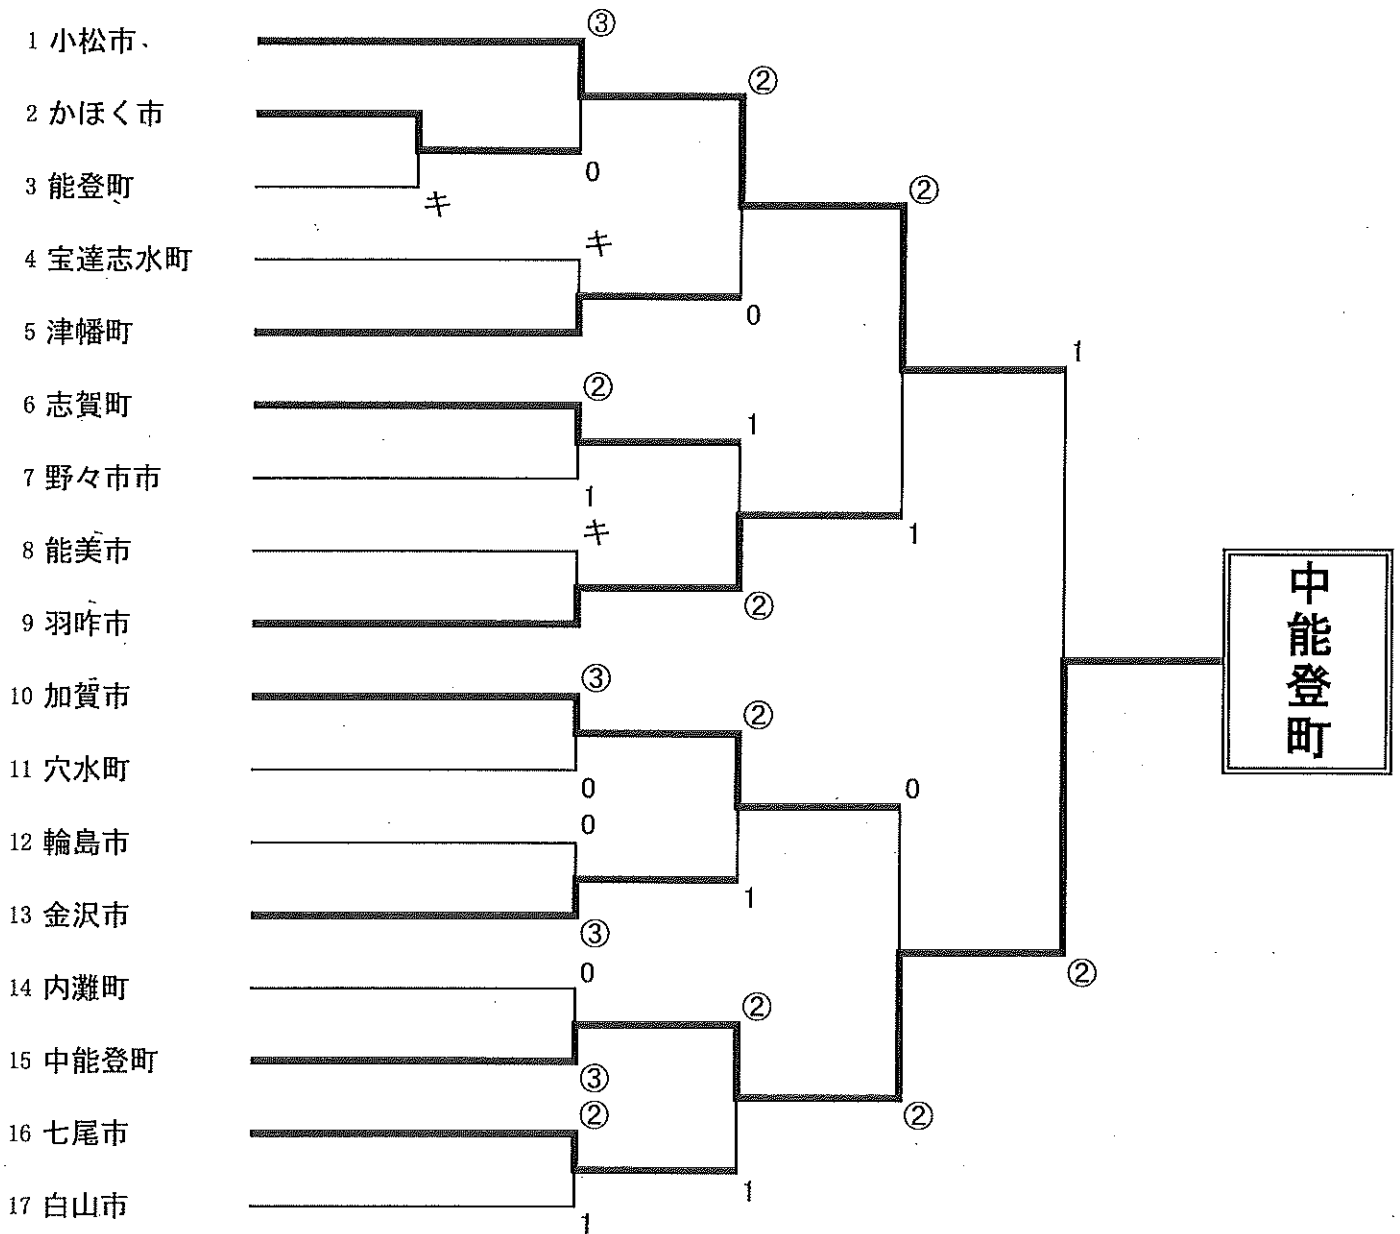 1 小松市
2 かほく市
3 能登町
4 宝達志水町
5 津幡町
6 志賀町
7 野々市市
8 能美市
9 羽咋市
10 加賀市
11 穴水町
12 輪島市
13 金沢市
14 内灘町
15 中能登町
16 七尾市
17 白山市
③
0
キ
キ
②
1
キ
③
0
0
③
0
③
②
1
②
0
1
②
②
1
②
1
②
1
0
②
1
②
中能登町